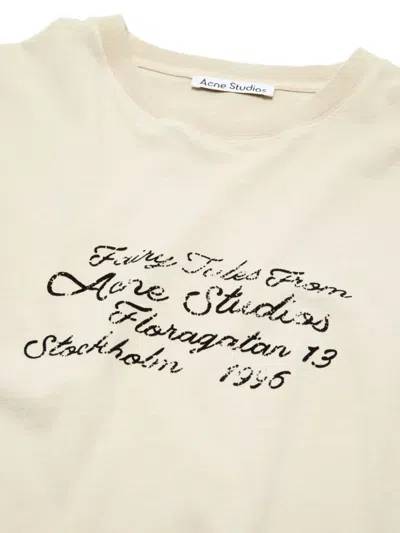 Acne Studios
Fairy Tales From
Acne Studios
Floragatan 13
Stockholm 1996